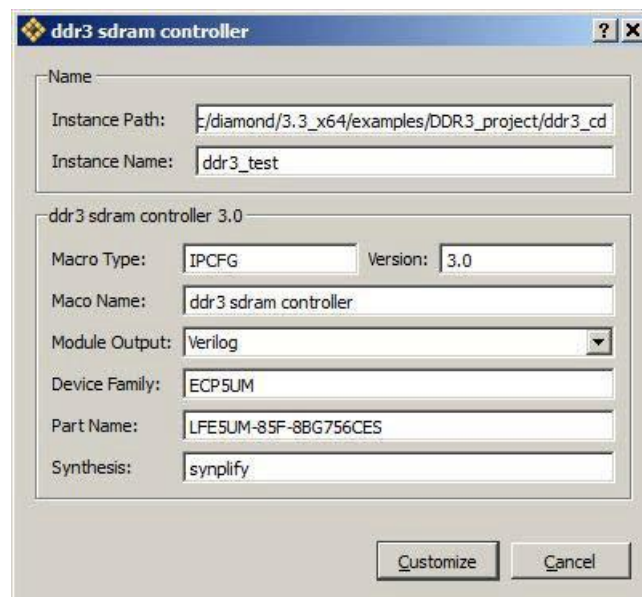 ddr3 sdram controller
Name
Instance Path: c/diamond/3.3_x64/examples/DDR3_project/ddr3_cd
Instance Name: ddr3_test
ddr3 sdram controller 3.0
Macro Type: IPCFG Version: 3.0
Maco Name: ddr3 sdram controller
Module Output: Verilog
Device Family: ECP5UM
Part Name: LFE5UM-85F-8BG756CES
Synthesis: synplify
Customize Cancel